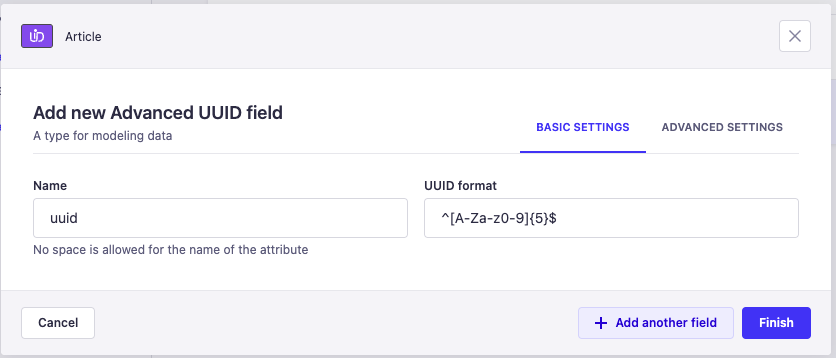 Article
Add new Advanced UUID field
A type for modeling data
BASIC SETTINGS
ADVANCED SETTINGS
Name
UUID format
uuid
^[A-Za-z0-9]{5}$
No space is allowed for the name of the attribute
Cancel
Add another field
Finish